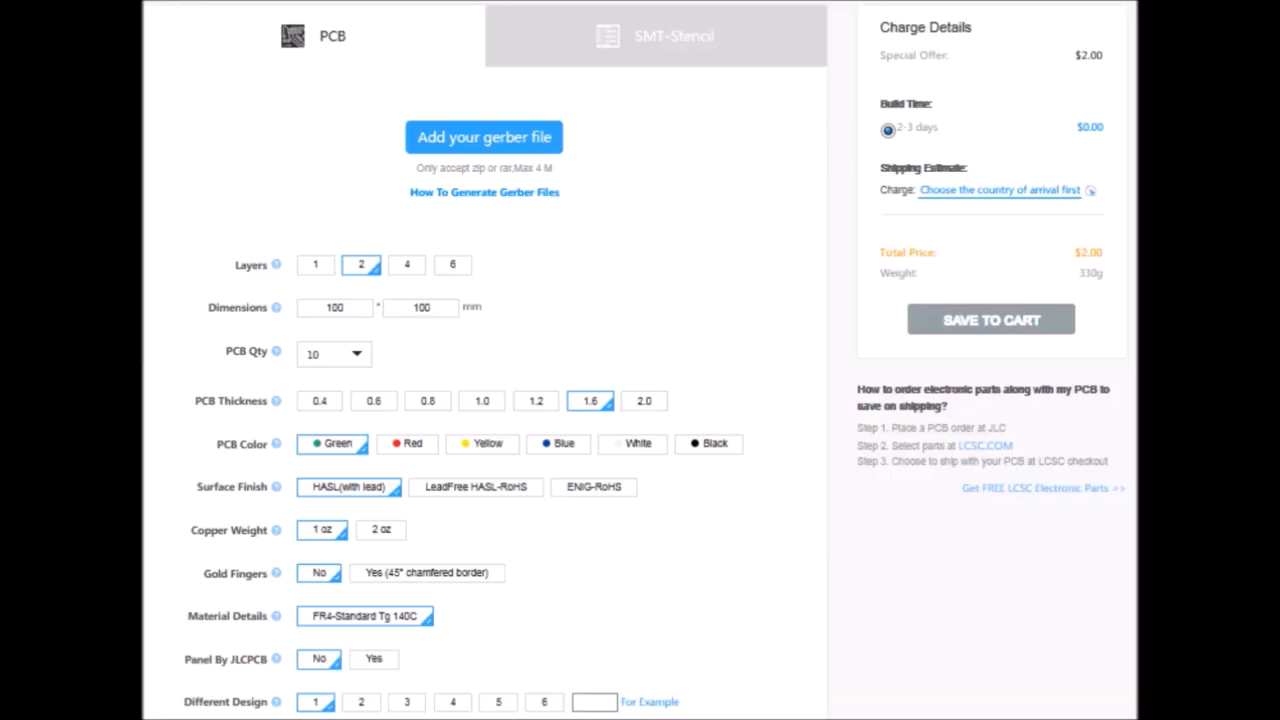 PCB
SMT-Stencil
Add your gerber file
Only accept zip or rar,Max 4 M
How To Generate Gerber Files
Layers 1 2 4 6
Dimensions 100 * 100 mm
PCB Qty 10
PCB Thickness 0.4 0.6 0.8 1.0 1.2 1.6 2.0
PCB Color Green Red Yellow Blue White Black
Surface Finish HASL(with lead) LeadFree HASL-RoHS ENIG-RoHS
Copper Weight 1 oz 2 oz
Gold Fingers No Yes (45° chamfered border)
Material Details FR4-Standard Tg 140C
Panel By JLCPCB No Yes
Different Design 1 2 3 4 5 6 For Example
Charge Details
Special Offer: $2.00
Build Time:
2-3 days $0.00
Shipping Estimate:
Charge: Choose the country of arrival first
Total Price: $2.00
Weight: 330g
SAVE TO CART
How to order electronic parts along with my PCB to
save on shipping?
Step 1. Place a PCB order at JLC
Step 2. Select parts at LCSC.COM
Step 3. Choose to ship with your PCB at LCSC checkout
Get FREE LCSC Electronic Parts >>